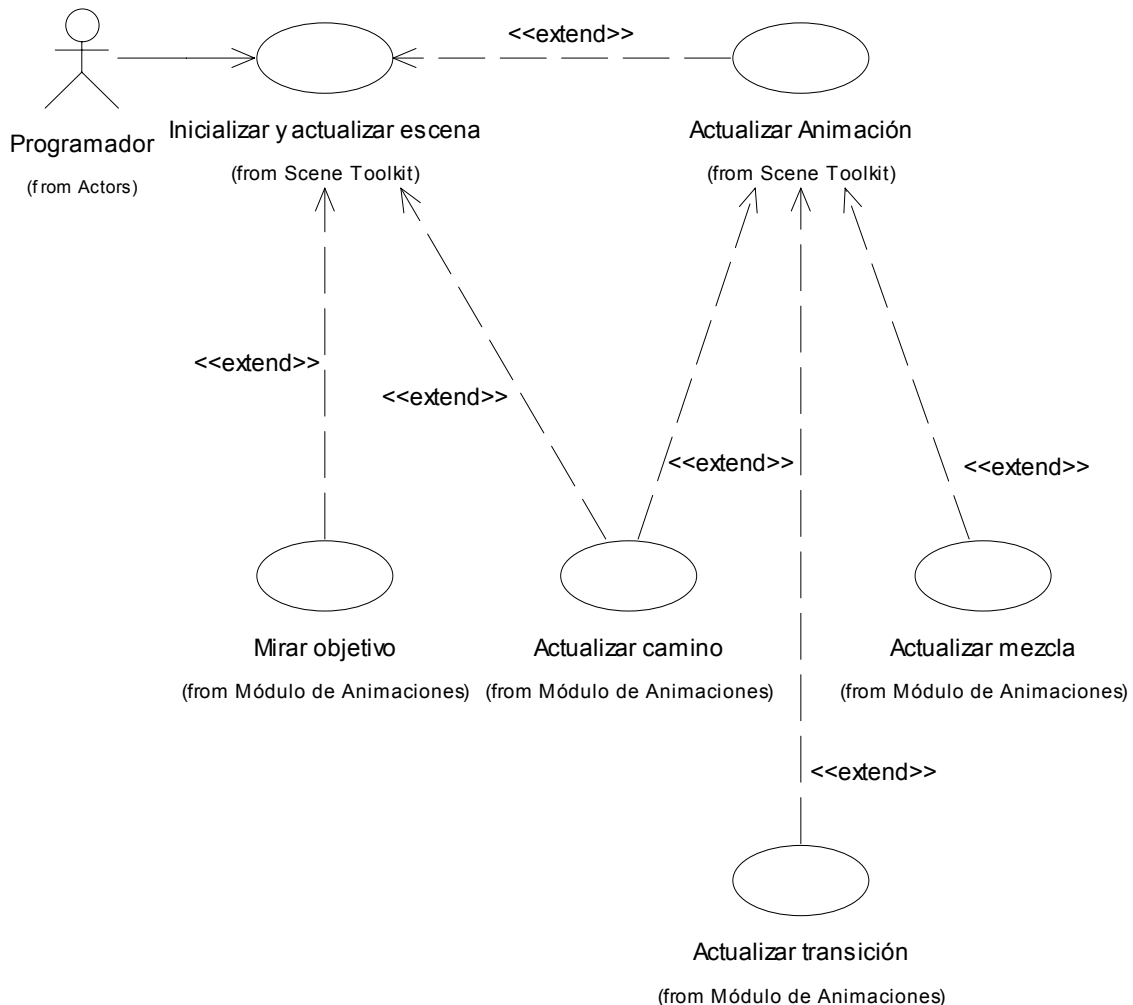 <<extend>>
Programador
(from Actors)
Inicializar y actualizar escena
(from Scene Toolkit)
Actualizar Animación
(from Scene Toolkit)
<<extend>>
<<extend>>
<<extend>>
<<extend>>
Mirar objetivo
(from Módulo de Animaciones)
Actualizar camino
(from Módulo de Animaciones)
Actualizar mezcla
(from Módulo de Animaciones)
<<extend>>
Actualizar transición
(from Módulo de Animaciones)